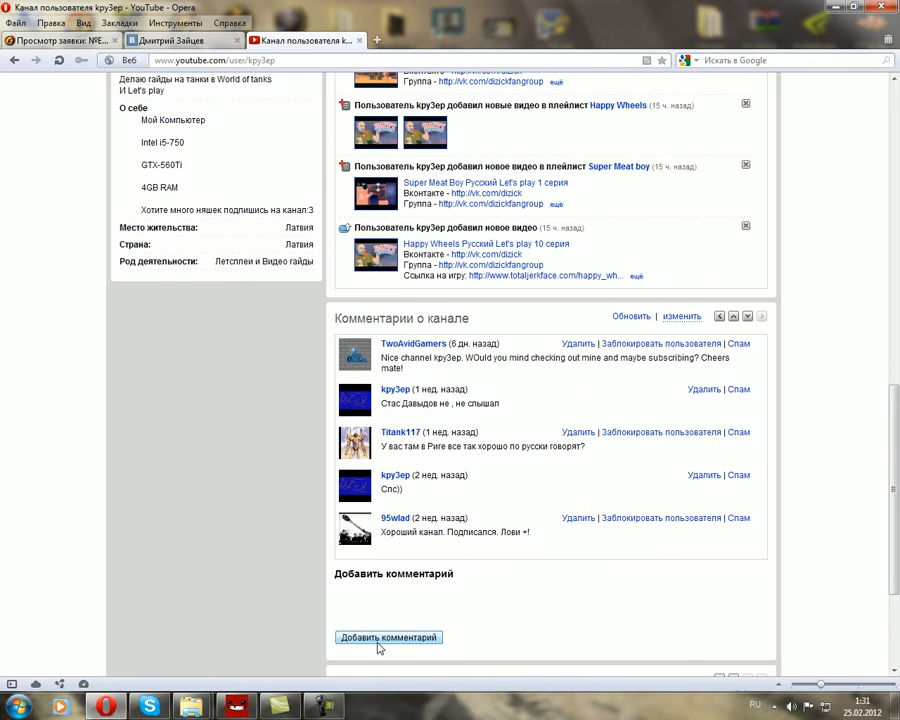 Канал пользователя kpy3ep - YouTube - Opera
Файл Правка Вид Закладки Инструменты Справка
Просмотр заявки: №E... Дмитрий Зайцев Канал пользователя k...
Веб www.youtube.com/user/kpy3ep Искать в Google
Делаю гайды на танки в World of tanks
И Let's play
О себе
Мой Компьютер
Intel i5-750
GTX-560Ti
4GB RAM
Хотите много няшек подпишись на канал:3
Место жительства: Латвия
Страна: Латвия
Род деятельности: Летсплеи и Видео гайды
Группа - http://vk.com/dizickfangroup ещё
Пользователь kpy3ep добавил новые видео в плейлист Happy Wheels (15 ч. назад)
Пользователь kpy3ep добавил новое видео в плейлист Super Meat boy (15 ч. назад)
Super Meat Boy Русский Let's play 1 серия
Вконтакте - http://vk.com/dizick
Группа - http://vk.com/dizickfangroup ещё
Пользователь kpy3ep добавил новое видео (15 ч. назад)
Happy Wheels Русский Let's play 10 серия
Вконтакте - http://vk.com/dizick
Группа - http://vk.com/dizickfangroup
Ссылка на игру: http://www.totaljerkface.com/happy_wh... ещё
Комментарии о канале Обновить | изменить
TwoAvidGamers (6 дн. назад) Удалить | Заблокировать пользователя | Спам
Nice channel kpy3ep. WOuld you mind checking out mine and maybe subscribing? Cheers
mate!
kpy3ep (1 нед. назад) Удалить | Спам
Стас Давыдов не , не слышал
Titank117 (1 нед. назад) Удалить | Заблокировать пользователя | Спам
У вас там в Риге все так хорошо по русски говорят?
kpy3ep (2 нед. назад) Удалить | Спам
Спс))
95wlad (2 нед. назад) Удалить | Заблокировать пользователя | Спам
Хороший канал. Подписался. Лови +!
Добавить комментарий
Добавить комментарий
RU 1:31
25.02.2012